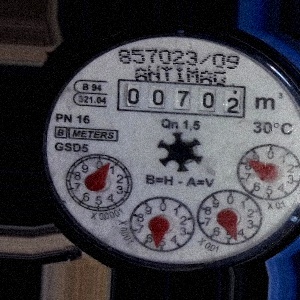 857023/09
ANTIMAG
B 94
321.04
00702 m³
PN 16
Qn 1,5
30°C
B METERS
GSD5
B=H - A=V
X 0.0001
X 0.001
X 0.01
X 0.1